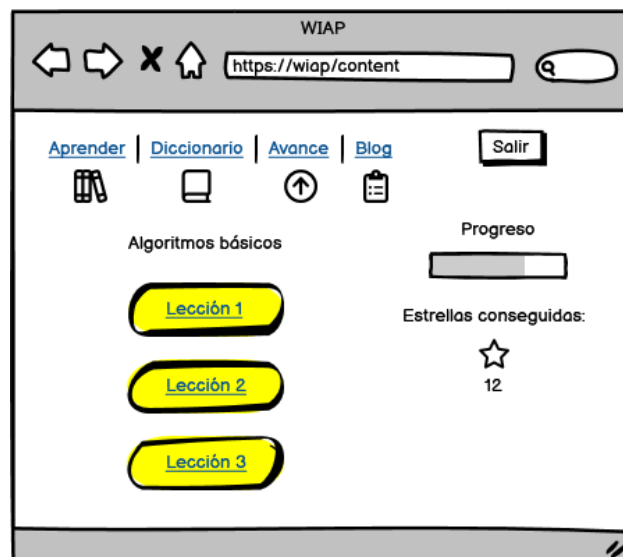 WIAP
https://wiap/content
Aprender Diccionario Avance Blog
Salir
Algoritmos básicos
Lección 1
Lección 2
Lección 3
Progreso
Estrellas conseguidas:
12